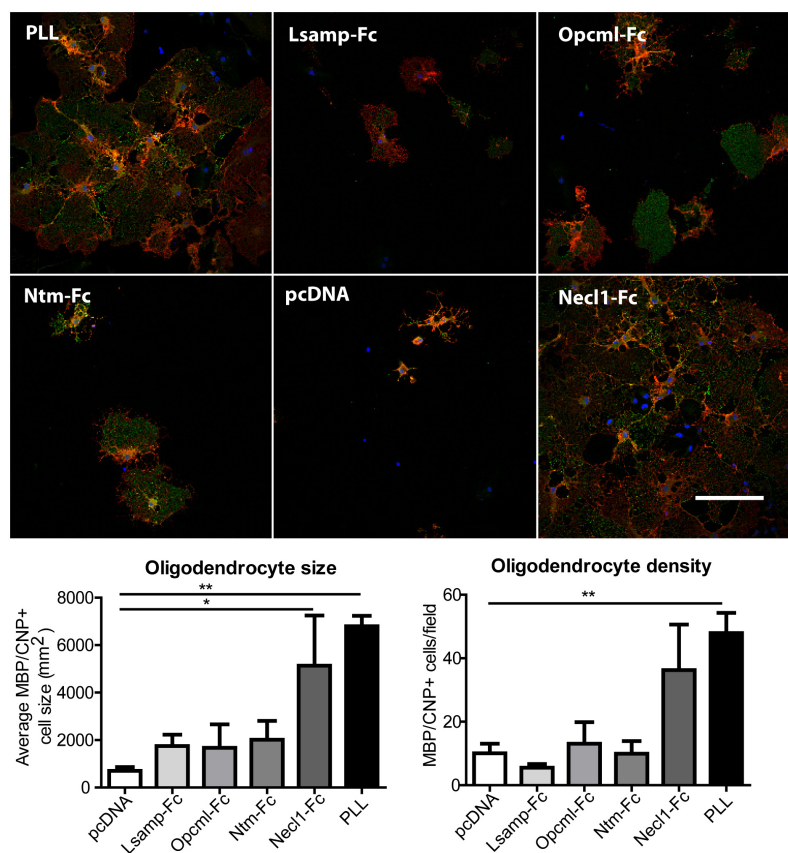 PLL
Lsamp-Fc
Opcml-Fc
Ntm-Fc
pcDNA
Necl1-Fc
Oligodendrocyte size
**
*
8000
6000
4000
2000
0
Average MBP/CNP+
cell size (mm2)
pcDNA
Lsamp-Fc
Opcml-Fc
Ntm-Fc
Necl1-Fc
PLL
Oligodendrocyte density
**
60
40
20
0
MBP/CNP+ cells/field
pcDNA
Lsamp-Fc
Opcml-Fc
Ntm-Fc
Necl1-Fc
PLL